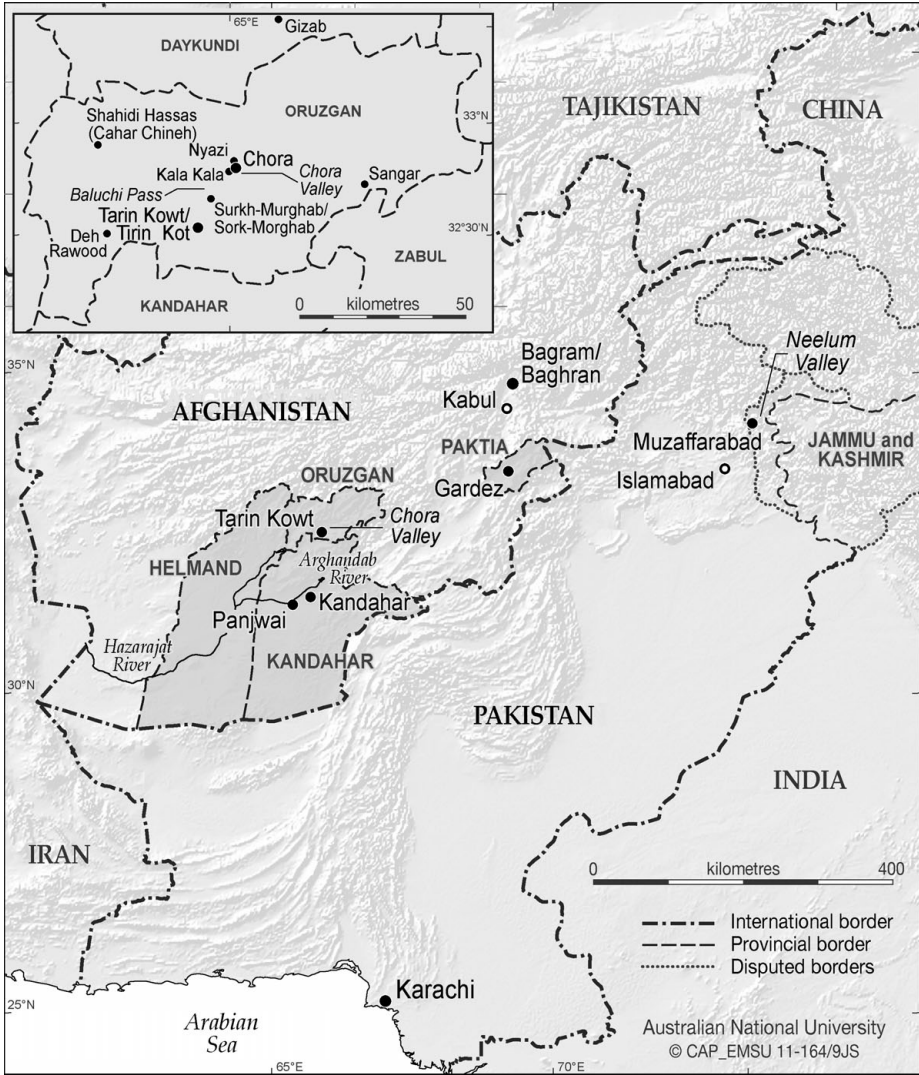 65°E
Gizab
DAYKUNDI
ORUZGAN
33°N
Shahidi Hassas
(Cahar Chineh)
Nyazi
Chora
Kala Kala
Chora
Valley
Baluchi Pass
Sangar
Surkh-Murghab/
Sork-Morghab
Tarin Kowt/
Tirin Kot
Deh
Rawood
32°30'N
ZABUL
KANDAHAR
0 kilometres 50
TAJIKISTAN
CHINA
35°N
Bagram/
Baghran
Neelum
Valley
Kabul
AFGHANISTAN
PAKTIA
Muzaffarabad
JAMMU and
KASHMIR
Islamabad
Gardez
ORUZGAN
Tarin Kowt
Chora
Valley
HELMAND
Arghandab
River
Kandahar
Panjwai
Hazarajat
River
KANDAHAR
30°N
PAKISTAN
INDIA
IRAN
0 kilometres 400
International border
Provincial border
Disputed borders
Karachi
25°N
Arabian
Sea
Australian National University
© CAP_EMSU 11-164/9JS
65°E
70°E